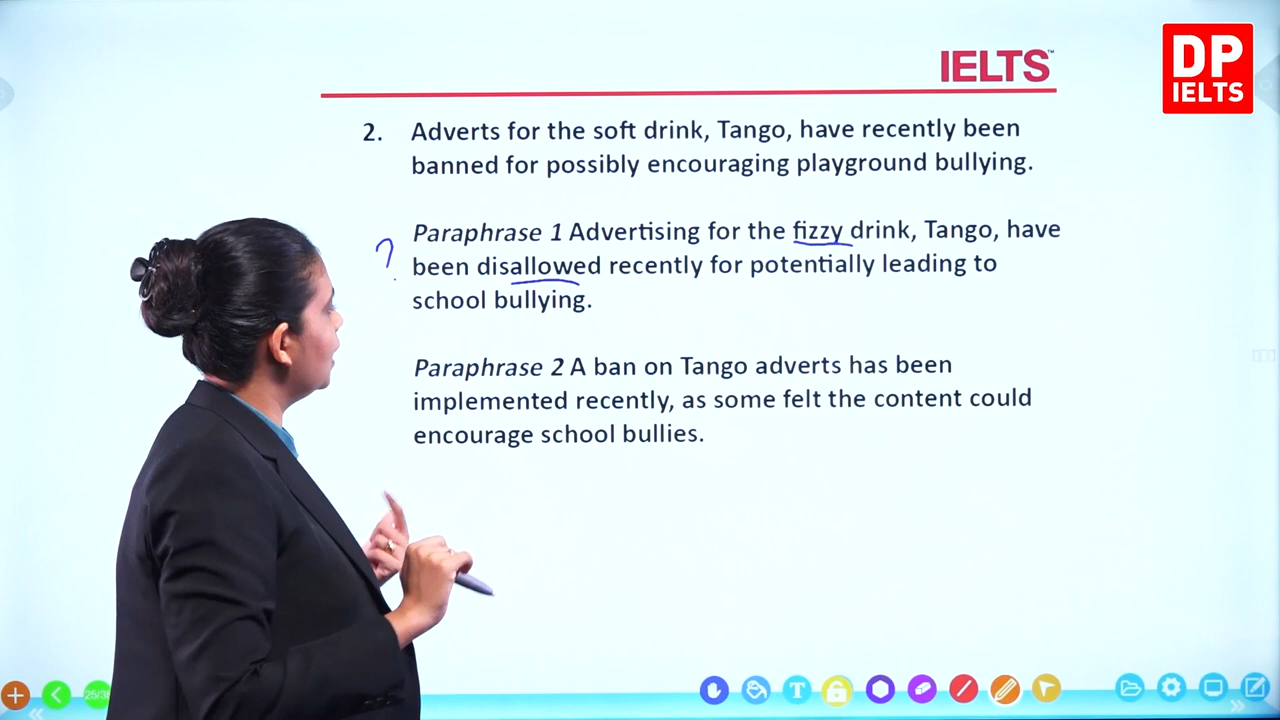 IELTS™
DP
IELTS
2. Adverts for the soft drink, Tango, have recently been
banned for possibly encouraging playground bullying.
?
Paraphrase 1 Advertising for the fizzy drink, Tango, have
been disallowed recently for potentially leading to
school bullying.
Paraphrase 2 A ban on Tango adverts has been
implemented recently, as some felt the content could
encourage school bullies.